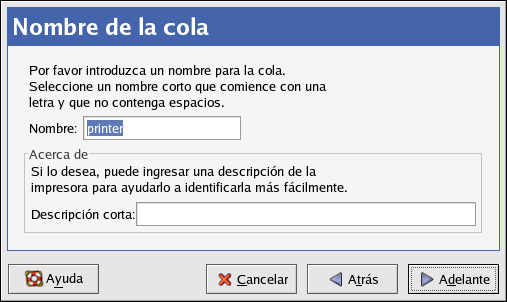 Nombre de la cola
Por favor introduzca un nombre para la cola.
Seleccione un nombre corto que comience con una
letra y que no contenga espacios.
Nombre: printer
Acerca de
Si lo desea, puede ingresar una descripción de la
impresora para ayudarlo a identificarla más fácilmente.
Descripción corta:
Ayuda Cancelar Atrás Adelante